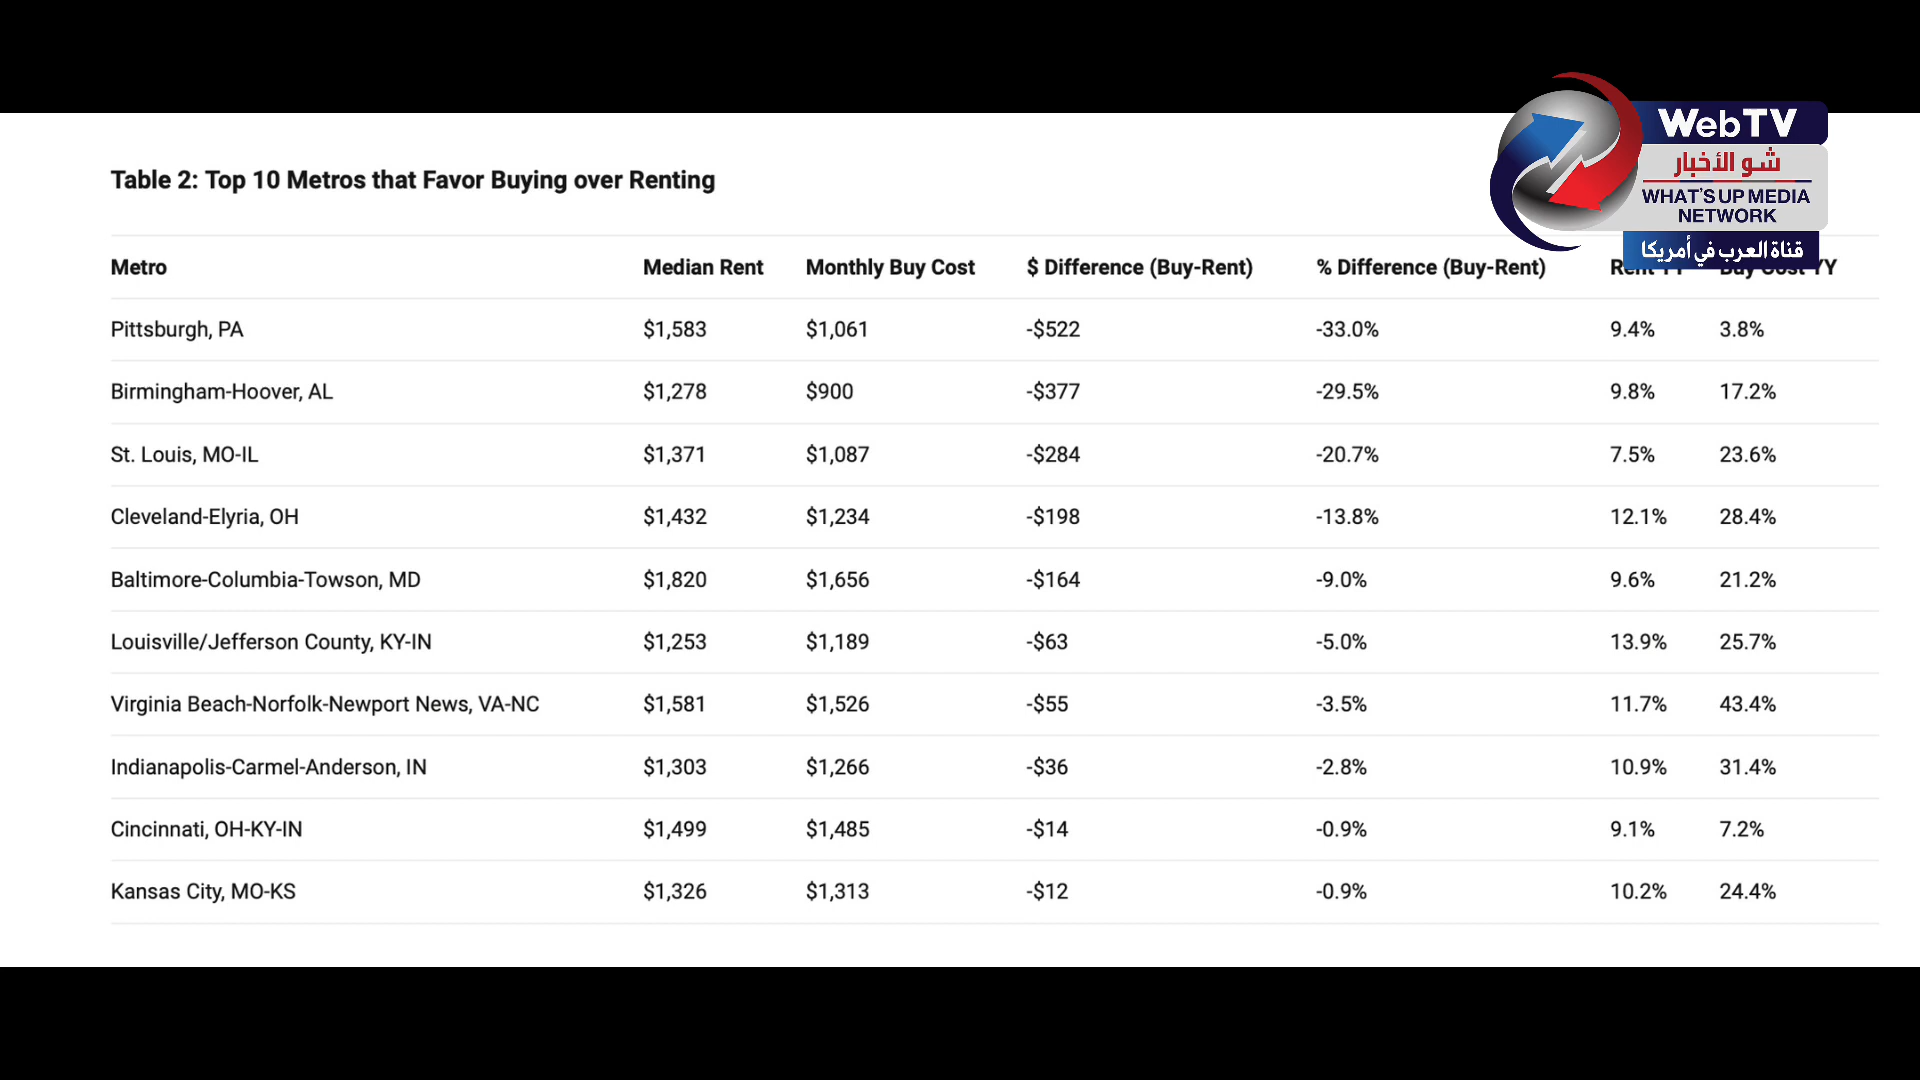 WebTV
شو الأخبار
WHAT'S UP MEDIA
NETWORK
قناة العرب في أمريكا
Table 2: Top 10 Metros that Favor Buying over Renting
Metro Median Rent Monthly Buy Cost $ Difference (Buy-Rent) % Difference (Buy-Rent) Rent YY Buy Cost YY
Pittsburgh, PA $1,583 $1,061 -$522 -33.0% 9.4% 3.8%
Birmingham-Hoover, AL $1,278 $900 -$377 -29.5% 9.8% 17.2%
St. Louis, MO-IL $1,371 $1,087 -$284 -20.7% 7.5% 23.6%
Cleveland-Elyria, OH $1,432 $1,234 -$198 -13.8% 12.1% 28.4%
Baltimore-Columbia-Towson, MD $1,820 $1,656 -$164 -9.0% 9.6% 21.2%
Louisville/Jefferson County, KY-IN $1,253 $1,189 -$63 -5.0% 13.9% 25.7%
Virginia Beach-Norfolk-Newport News, VA-NC $1,581 $1,526 -$55 -3.5% 11.7% 43.4%
Indianapolis-Carmel-Anderson, IN $1,303 $1,266 -$36 -2.8% 10.9% 31.4%
Cincinnati, OH-KY-IN $1,499 $1,485 -$14 -0.9% 9.1% 7.2%
Kansas City, MO-KS $1,326 $1,313 -$12 -0.9% 10.2% 24.4%